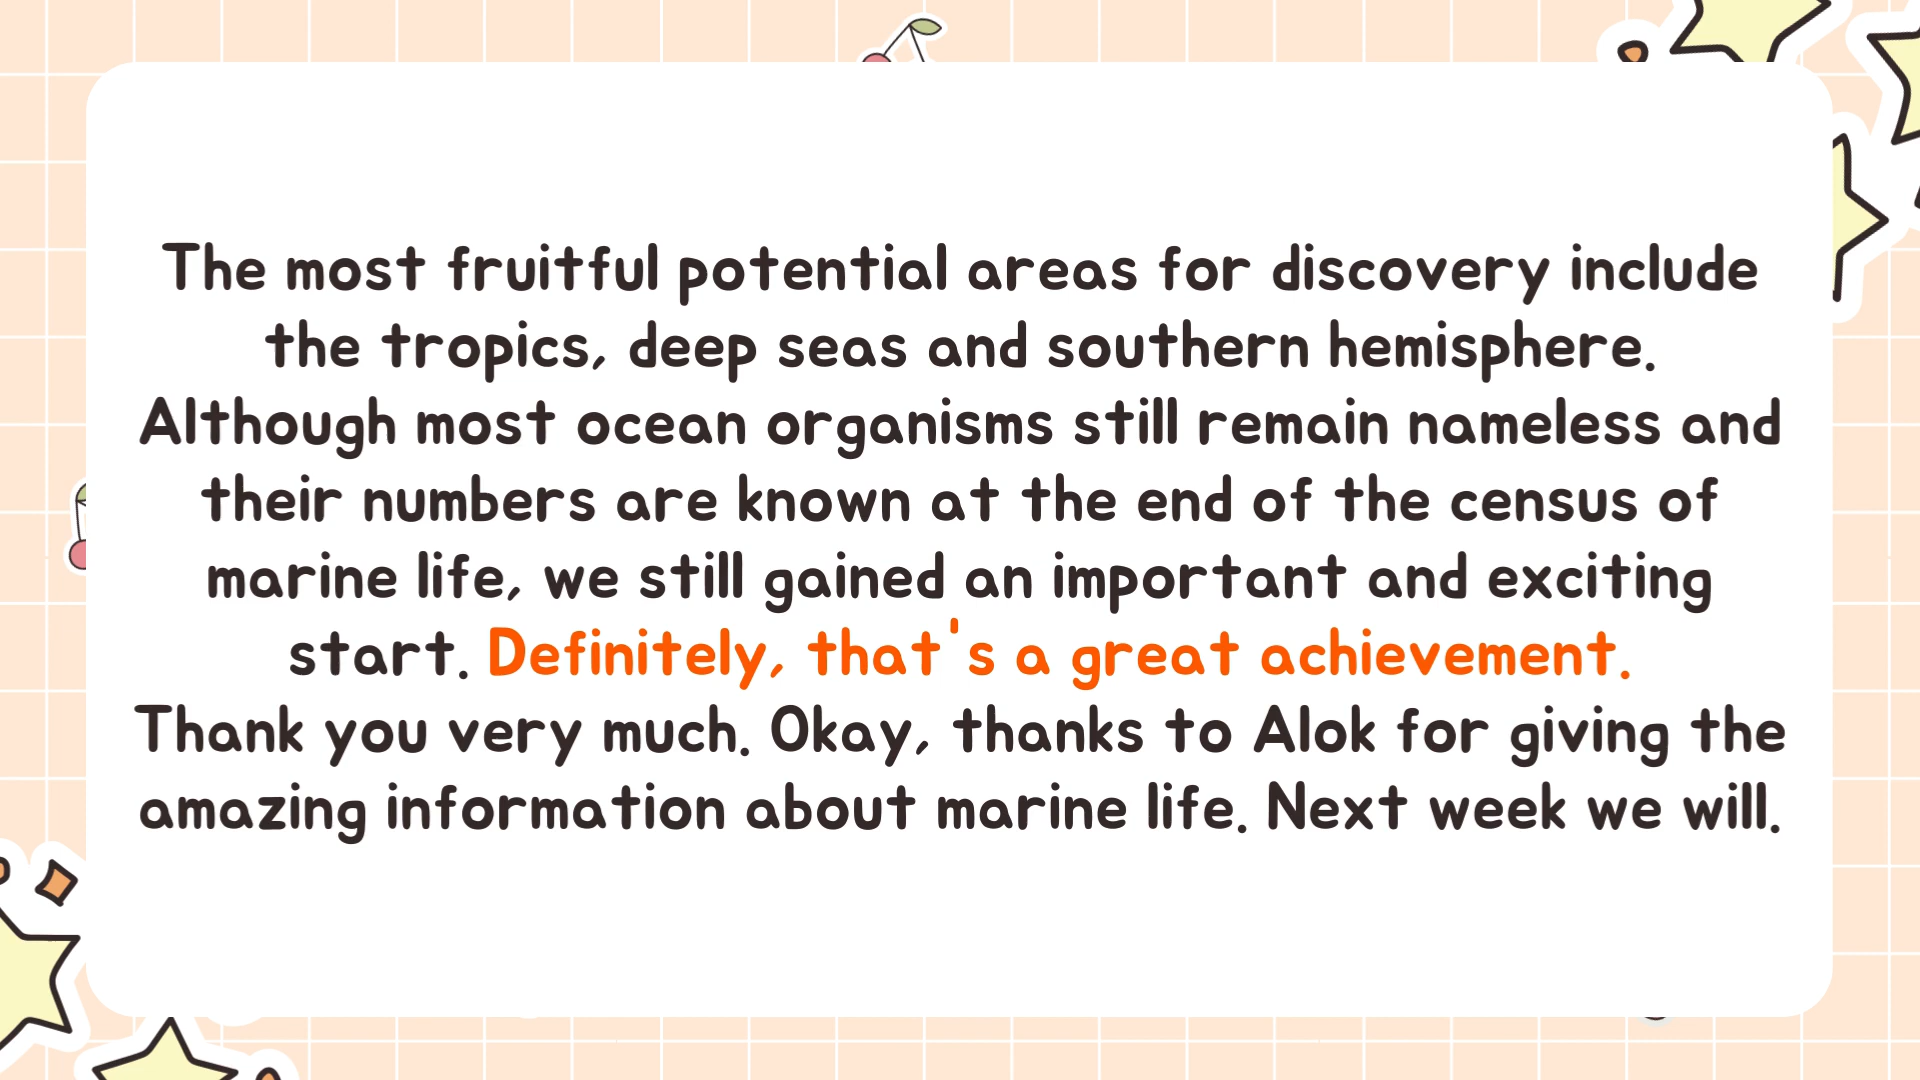 The most fruitful potential areas for discovery include
the tropics, deep seas and southern hemisphere.
Although most ocean organisms still remain nameless and
their numbers are known at the end of the census of
marine life, we still gained an important and exciting
start. Definitely, that's a great achievement.
Thank you very much. Okay, thanks to Alok for giving the
amazing information about marine life. Next week we will.